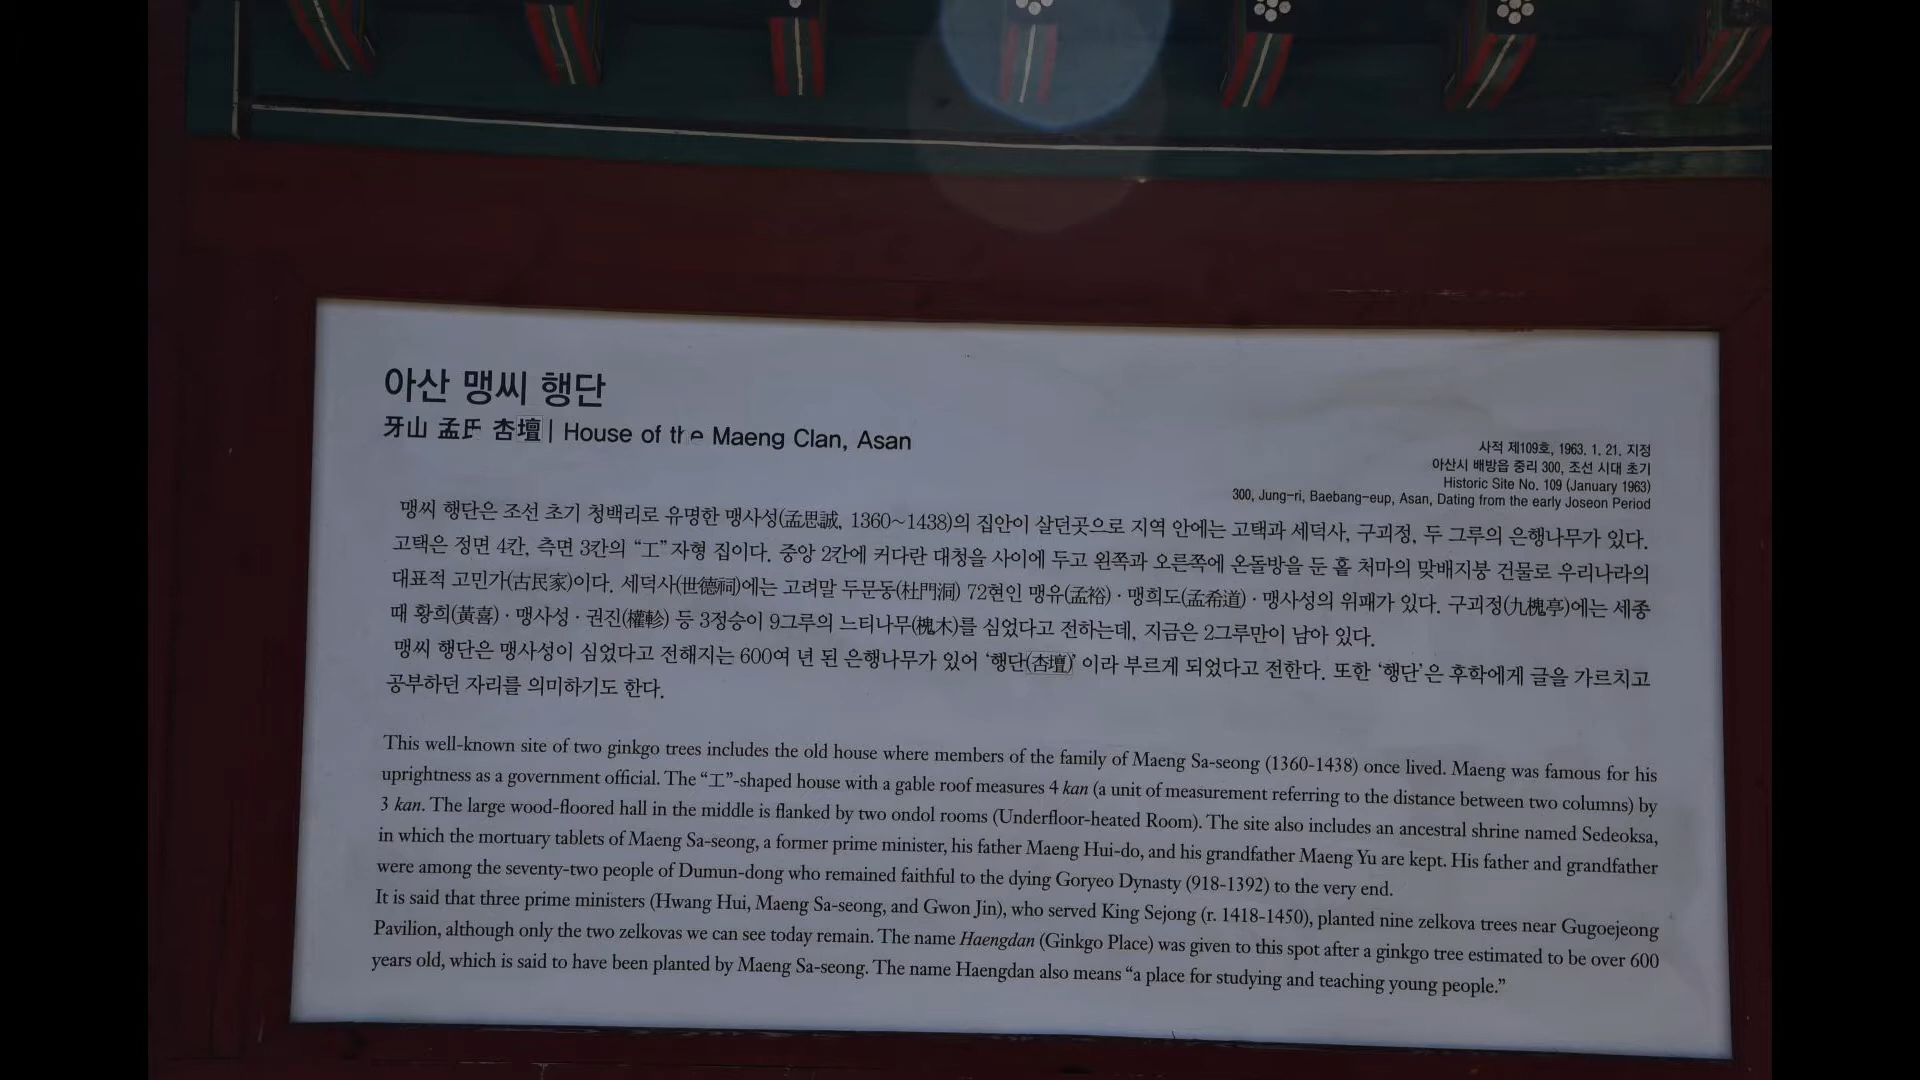 아산 맹씨 행단
牙山 孟氏 杏壇 | House of the Maeng Clan, Asan
사적 제109호, 1963. 1. 21. 지정
아산시 배방읍 중리 300, 조선 시대 초기
Historic Site No. 109 (January 1963)
300, Jung-ri, Baebang-eup, Asan, Dating from the early Joseon Period
맹씨 행단은 조선 초기 청백리로 유명한 맹사성(孟思誠, 1360~1438)의 집안이 살던곳으로 지역 안에는 고택과 세덕사, 구괴정, 두 그루의 은행나무가 있다.
고택은 정면 4칸, 측면 3칸의 “工”자형 집이다. 중앙 2칸에 커다란 대청을 사이에 두고 왼쪽과 오른쪽에 온돌방을 둔 홑 처마의 맞배지붕 건물로 우리나라의
대표적 고민가(古民家)이다. 세덕사(世德祠)에는 고려말 두문동(杜門洞) 72현인 맹유(孟裕) · 맹희도(孟希道) · 맹사성의 위패가 있다. 구괴정(九槐亭)에는 세종
때 황희(黃喜) · 맹사성 · 권진(權軫) 등 3정승이 9그루의 느티나무(槐木)를 심었다고 전하는데, 지금은 2그루만이 남아 있다.
맹씨 행단은 맹사성이 심었다고 전해지는 600여 년 된 은행나무가 있어 ‘행단(杏壇)’ 이라 부르게 되었다고 전한다. 또한 ‘행단’은 후학에게 글을 가르치고
공부하던 자리를 의미하기도 한다.
This well-known site of two ginkgo trees includes the old house where members of the family of Maeng Sa-seong (1360-1438) once lived. Maeng was famous for his
uprightness as a government official. The “工”-shaped house with a gable roof measures 4 kan (a unit of measurement referring to the distance between two columns) by
3 kan. The large wood-floored hall in the middle is flanked by two ondol rooms (Underfloor-heated Room). The site also includes an ancestral shrine named Sedeoksa,
in which the mortuary tablets of Maeng Sa-seong, a former prime minister, his father Maeng Hui-do, and his grandfather Maeng Yu are kept. His father and grandfather
were among the seventy-two people of Dumun-dong who remained faithful to the dying Goryeo Dynasty (918-1392) to the very end.
It is said that three prime ministers (Hwang Hui, Maeng Sa-seong, and Gwon Jin), who served King Sejong (r. 1418-1450), planted nine zelkova trees near Gugoejeong
Pavilion, although only the two zelkovas we can see today remain. The name Haengdan (Ginkgo Place) was given to this spot after a ginkgo tree estimated to be over 600
years old, which is said to have been planted by Maeng Sa-seong. The name Haengdan also means “a place for studying and teaching young people.”